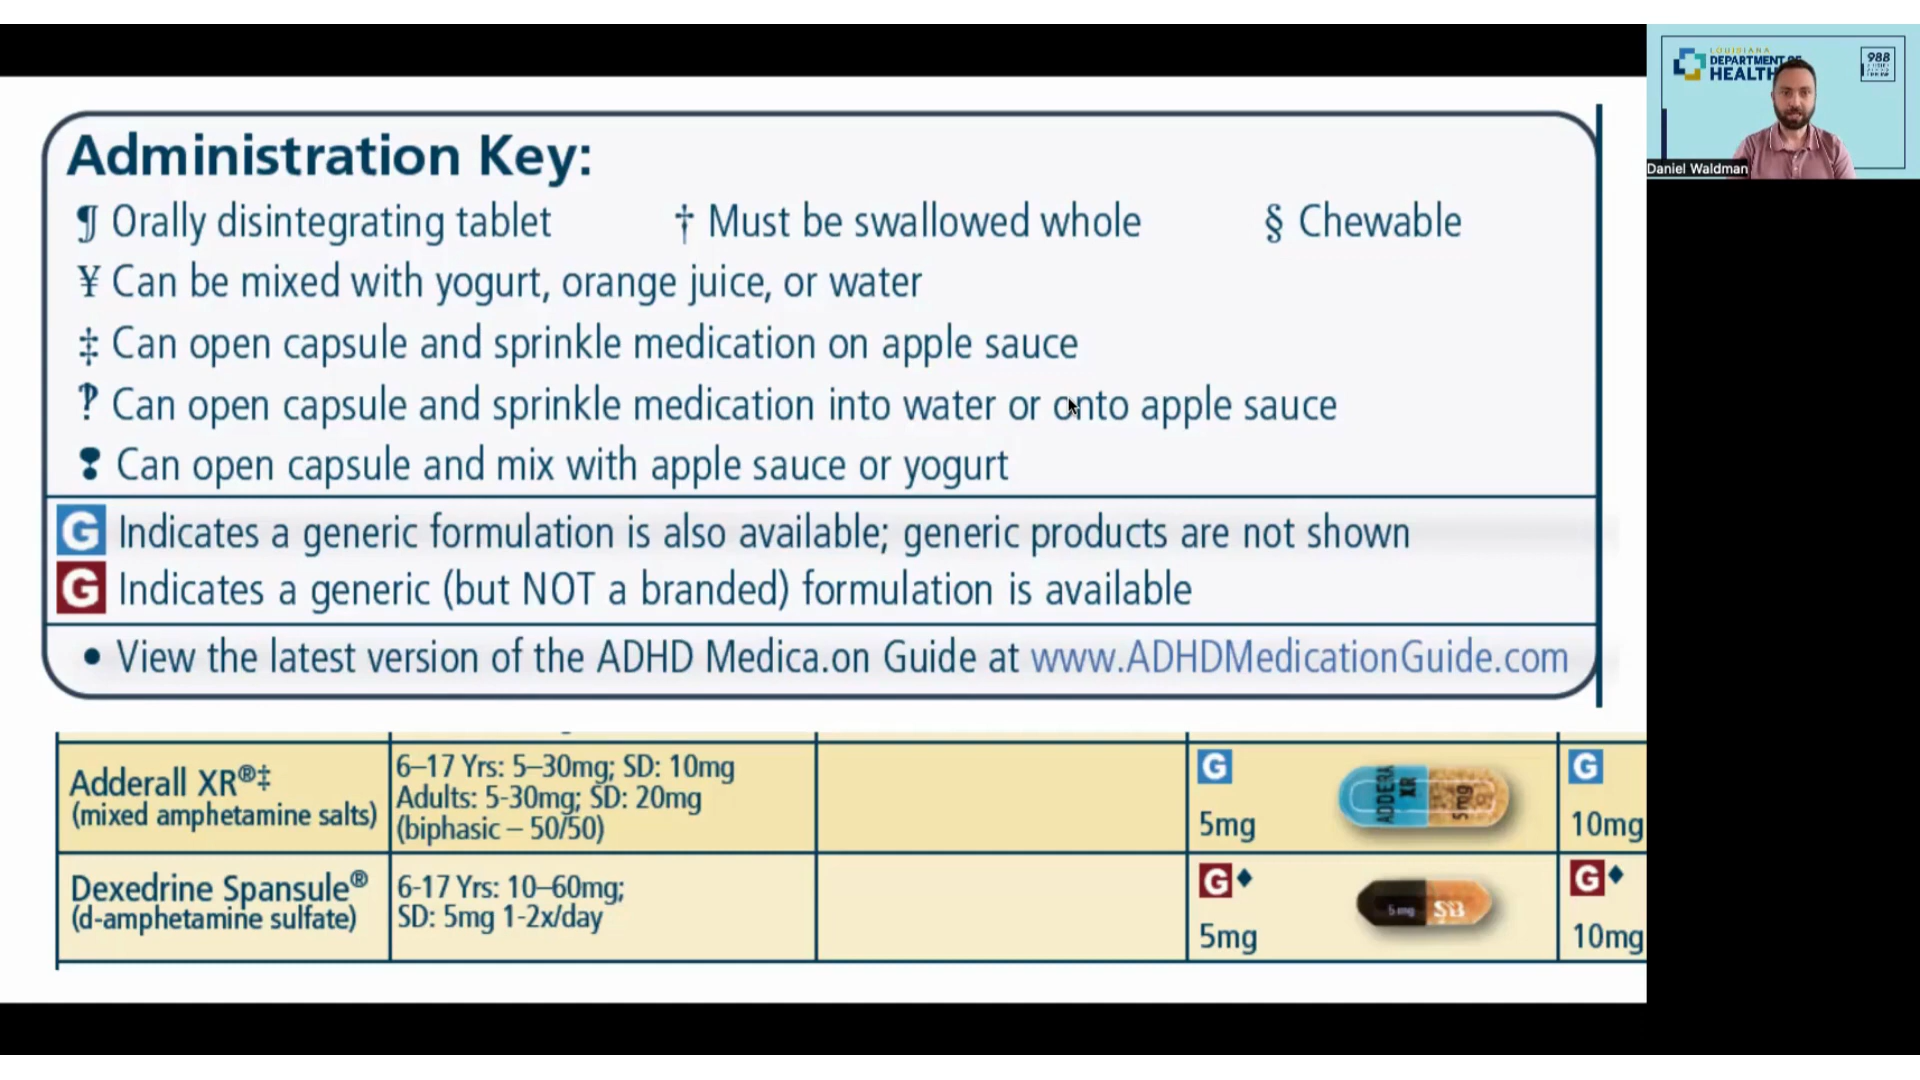 Administration Key:
¶ Orally disintegrating tablet † Must be swallowed whole § Chewable
¥ Can be mixed with yogurt, orange juice, or water
‡ Can open capsule and sprinkle medication on apple sauce
‽ Can open capsule and sprinkle medication into water or onto apple sauce
❢ Can open capsule and mix with apple sauce or yogurt
G Indicates a generic formulation is also available; generic products are not shown
G Indicates a generic (but NOT a branded) formulation is available
• View the latest version of the ADHD Medica.on Guide at www.ADHDMedicationGuide.com
Adderall XR®‡
(mixed amphetamine salts)
6–17 Yrs: 5–30mg; SD: 10mg
Adults: 5-30mg; SD: 20mg
(biphasic – 50/50)
G
5mg
ADDERA
XR
5mg
G
10mg
Dexedrine Spansule®
(d-amphetamine sulfate)
6-17 Yrs: 10–60mg;
SD: 5mg 1-2x/day
G♦
5mg
5mg SB
G♦
10mg
LOUISIANA
DEPARTMENT
HEALTH
988
Daniel Waldman